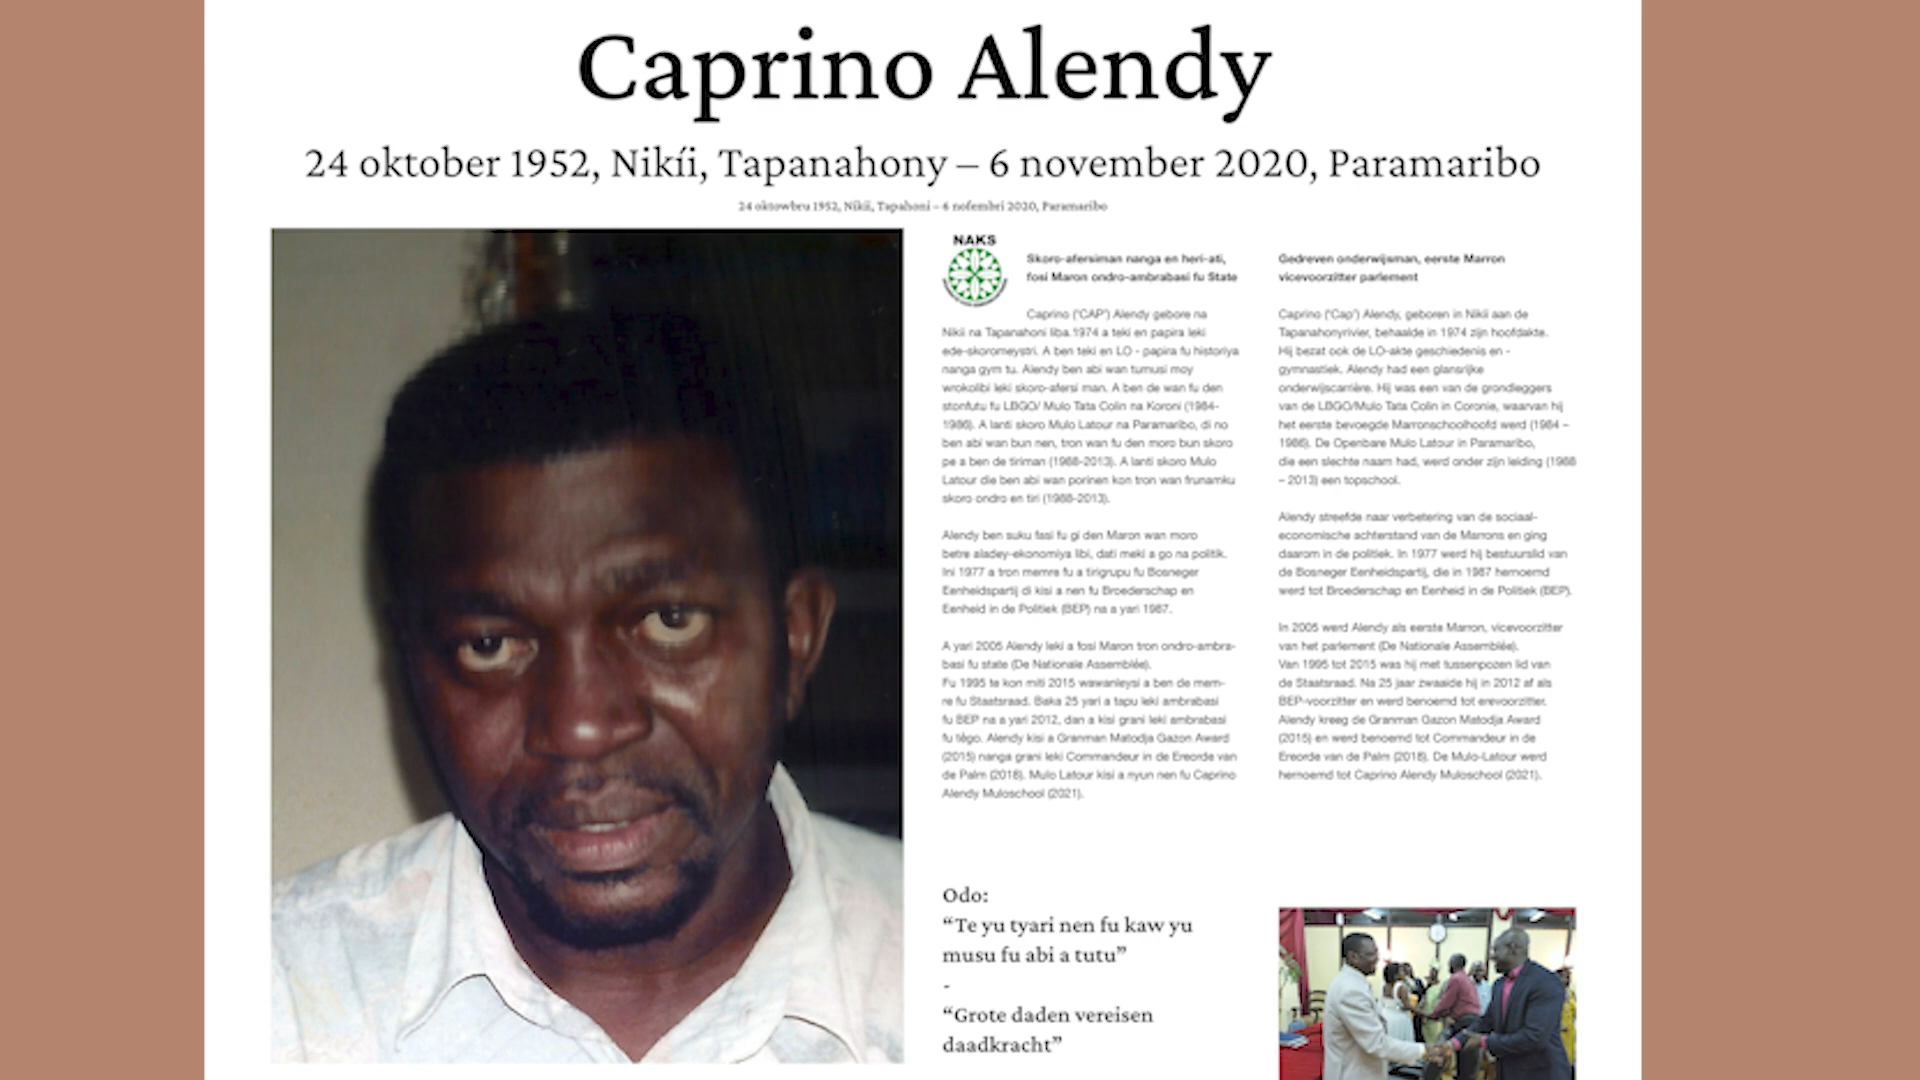 Caprino Alendy
24 oktober 1952, Nikíi, Tapanahony – 6 november 2020, Paramaribo
24 oktowbru 1952, Nikíi, Tapahoni – 6 nofembri 2020, Paramaribo
NAKS
Skoro-afersiman nanga en heri-ati,
fosi Maron ondro-ambrabasi fu State
Caprino ('CAP') Alendy gebore na
Nikii na Tapanahoni liba.1974 a teki en papira leki
ede-skoromeystri. A ben teki en LO - papira fu historiya
nanga gym tu. Alendy ben abi wan tumusi moy
wrokolibi leki skoro-afersi man. A ben de wan fu den
stonfutu fu LBGO/ Mulo Tata Colin na Koroni (1984-
1986). A lanti skoro Mulo Latour na Paramaribo, di no
ben abi wan bun nen, tron wan fu den moro bun skoro
pe a ben de tiriman (1988-2013). A lanti skoro Mulo
Latour die ben abi wan porinen kon tron wan frunamku
skoro ondro en tiri (1988-2013).
Alendy ben suku fasi fu gi den Maron wan moro
betre aladey-ekonomiya libi, dati meki a go na politik.
Ini 1977 a tron memre fu a tirigrupu fu Bosneger
Eenheidspartij di kisi a nen fu Broederschap en
Eenheid in de Politiek (BEP) na a yari 1987.
A yari 2005 Alendy leki a fosi Maron tron ondro-ambra-
basi fu state (De Nationale Assemblée).
Fu 1995 te kon miti 2015 wawanleysi a ben de mem-
re fu Staatsraad. Baka 25 yari a tapu leki ambrabasi
fu BEP na a yari 2012, dan a kisi grani leki ambrabasi
fu têgo. Alendy kisi a Granman Matodja Gazon Award
(2015) nanga grani leki Commandeur in de Ereorde van
de Palm (2018). Mulo Latour kisi a nyun nen fu Caprino
Alendy Muloschool (2021).
Gedreven onderwijsman, eerste Marron
vicevoorzitter parlement
Caprino ('Cap') Alendy, geboren in Nikii aan de
Tapanahonyrivier, behaalde in 1974 zijn hoofdakte.
Hij bezat ook de LO-akte geschiedenis en -
gymnastiek. Alendy had een glansrijke
onderwijscarrière. Hij was een van de grondleggers
van de LBGO/Mulo Tata Colin in Coronie, waarvan hij
het eerste bevoegde Marronschoolhoofd werd (1984 –
1986). De Openbare Mulo Latour in Paramaribo,
die een slechte naam had, werd onder zijn leiding (1988
– 2013) een topschool.
Alendy streefde naar verbetering van de sociaal-
economische achterstand van de Marrons en ging
daarom in de politiek. In 1977 werd hij bestuurslid van
de Bosneger Eenheidspartij, die in 1987 hernoemd
werd tot Broederschap en Eenheid in de Politiek (BEP).
In 2005 werd Alendy als eerste Marron, vicevoorzitter
van het parlement (De Nationale Assemblée).
Van 1995 tot 2015 was hij met tussenpozen lid van
de Staatsraad. Na 25 jaar zwaaide hij in 2012 af als
BEP-voorzitter en werd benoemd tot erevoorzitter.
Alendy kreeg de Granman Gazon Matodja Award
(2015) en werd benoemd tot Commandeur in de
Ereorde van de Palm (2018). De Mulo-Latour werd
hernoemd tot Caprino Alendy Muloschool (2021).
Odo:
“Te yu tyari nen fu kaw yu
musu fu abi a tutu”
-
“Grote daden vereisen
daadkracht”